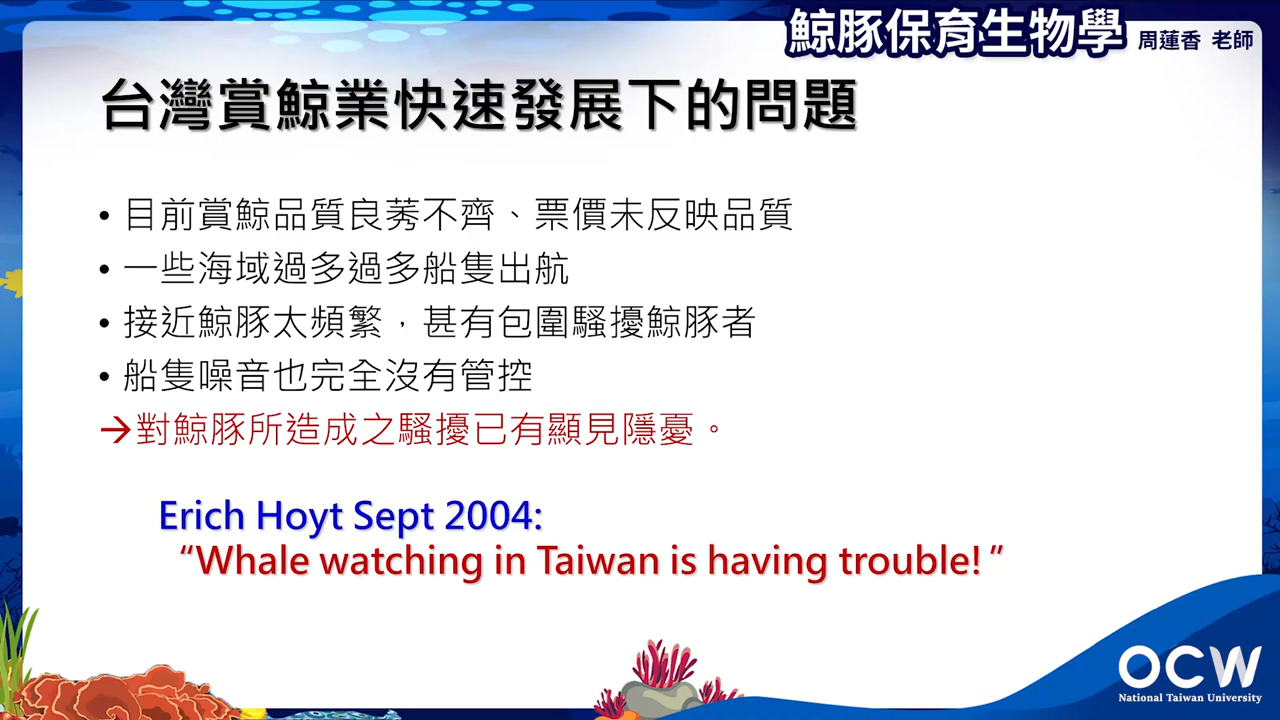 鯨豚保育生物學 周蓮香 老師
台灣賞鯨業快速發展下的問題
• 目前賞鯨品質良莠不齊、票價未反映品質
• 一些海域過多過多船隻出航
• 接近鯨豚太頻繁，甚有包圍騷擾鯨豚者
• 船隻噪音也完全沒有管控
→對鯨豚所造成之騷擾已有顯見隱憂。
Erich Hoyt Sept 2004:
“Whale watching in Taiwan is having trouble! ”
OCW
National Taiwan University